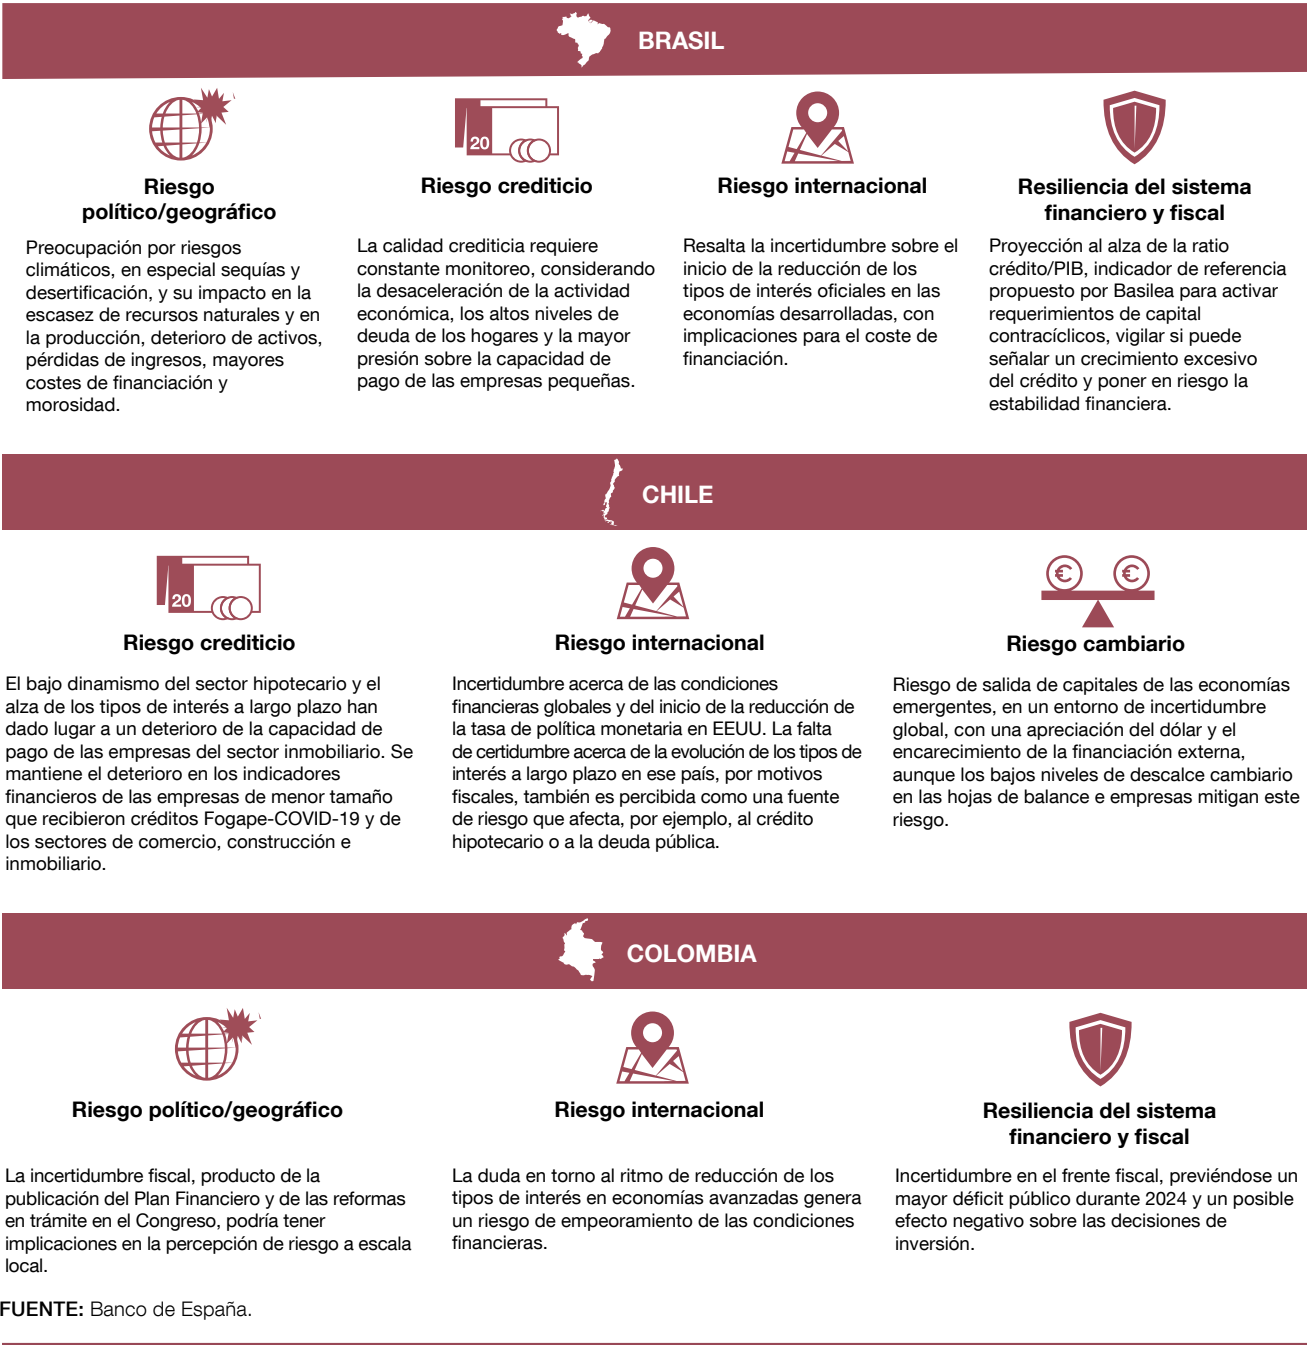 BRASIL
20
Riesgo
político/geográfico
Preocupación por riesgos
climáticos, en especial sequías y
desertificación, y su impacto en la
escasez de recursos naturales y en
la producción, deterioro de activos,
pérdidas de ingresos, mayores
costes de financiación y
morosidad.
Riesgo crediticio
La calidad crediticia requiere
constante monitoreo, considerando
la desaceleración de la actividad
económica, los altos niveles de
deuda de los hogares y la mayor
presión sobre la capacidad de
pago de las empresas pequeñas.
Riesgo internacional
Resalta la incertidumbre sobre el
inicio de la reducción de los
tipos de interés oficiales en las
economías desarrolladas, con
implicaciones para el coste de
financiación.
Resiliencia del sistema
financiero y fiscal
Proyección al alza de la ratio
crédito/PIB, indicador de referencia
propuesto por Basilea para activar
requerimientos de capital
contracíclicos, vigilar si puede
señalar un crecimiento excesivo
del crédito y poner en riesgo la
estabilidad financiera.
CHILE
20
€ €
Riesgo crediticio
El bajo dinamismo del sector hipotecario y el
alza de los tipos de interés a largo plazo han
dado lugar a un deterioro de la capacidad de
pago de las empresas del sector inmobiliario. Se
mantiene el deterioro en los indicadores
financieros de las empresas de menor tamaño
que recibieron créditos Fogape-COVID-19 y de
los sectores de comercio, construcción e
inmobiliario.
Riesgo internacional
Incertidumbre acerca de las condiciones
financieras globales y del inicio de la reducción de
la tasa de política monetaria en EEUU. La falta
de certidumbre acerca de la evolución de los tipos de
interés a largo plazo en ese país, por motivos
fiscales, también es percibida como una fuente
de riesgo que afecta, por ejemplo, al crédito
hipotecario o a la deuda pública.
Riesgo cambiario
Riesgo de salida de capitales de las economías
emergentes, en un entorno de incertidumbre
global, con una apreciación del dólar y el
encarecimiento de la financiación externa,
aunque los bajos niveles de descalce cambiario
en las hojas de balance e empresas mitigan este
riesgo.
COLOMBIA
Riesgo político/geográfico
La incertidumbre fiscal, producto de la
publicación del Plan Financiero y de las reformas
en trámite en el Congreso, podría tener
implicaciones en la percepción de riesgo a escala
local.
Riesgo internacional
La duda en torno al ritmo de reducción de los
tipos de interés en economías avanzadas genera
un riesgo de empeoramiento de las condiciones
financieras.
Resiliencia del sistema
financiero y fiscal
Incertidumbre en el frente fiscal, previéndose un
mayor déficit público durante 2024 y un posible
efecto negativo sobre las decisiones de
inversión.
FUENTE: Banco de España.